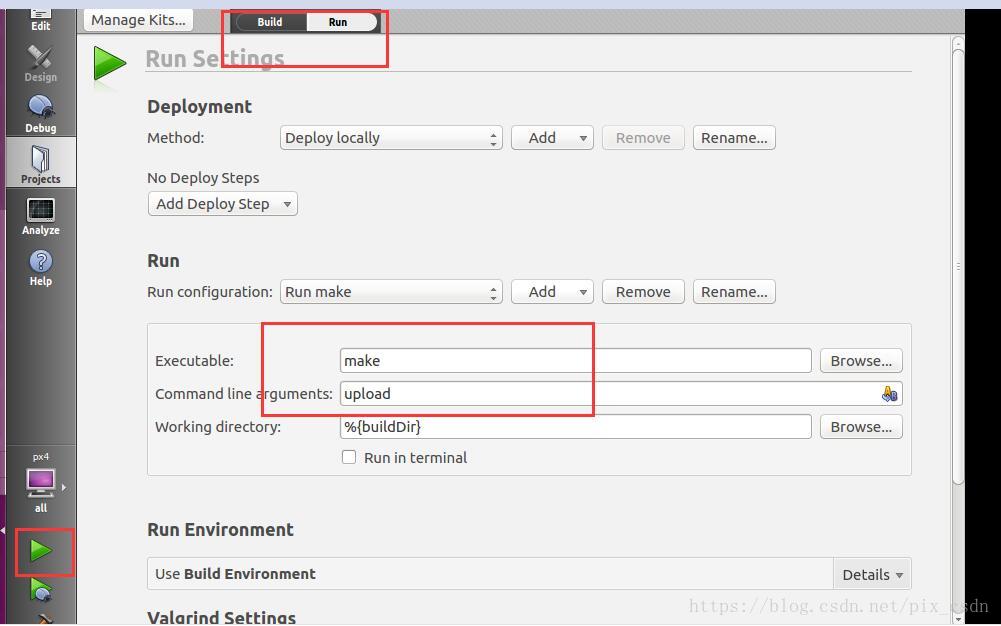 Edit
Manage Kits...
Build
Run
Run Settings
Design
Deployment
Debug
Method:
Deploy locally
Add
Remove
Rename...
Projects
No Deploy Steps
Add Deploy Step
Analyze
Help
Run
Run configuration:
Run make
Add
Remove
Rename...
Executable:
make
Browse...
Command line arguments:
upload
Working directory:
%{buildDir}
Browse...
Run in terminal
px4
all
Run Environment
Use Build Environment
Details
Valgrind Settings
https://blog.csdn.net/pix_csdn